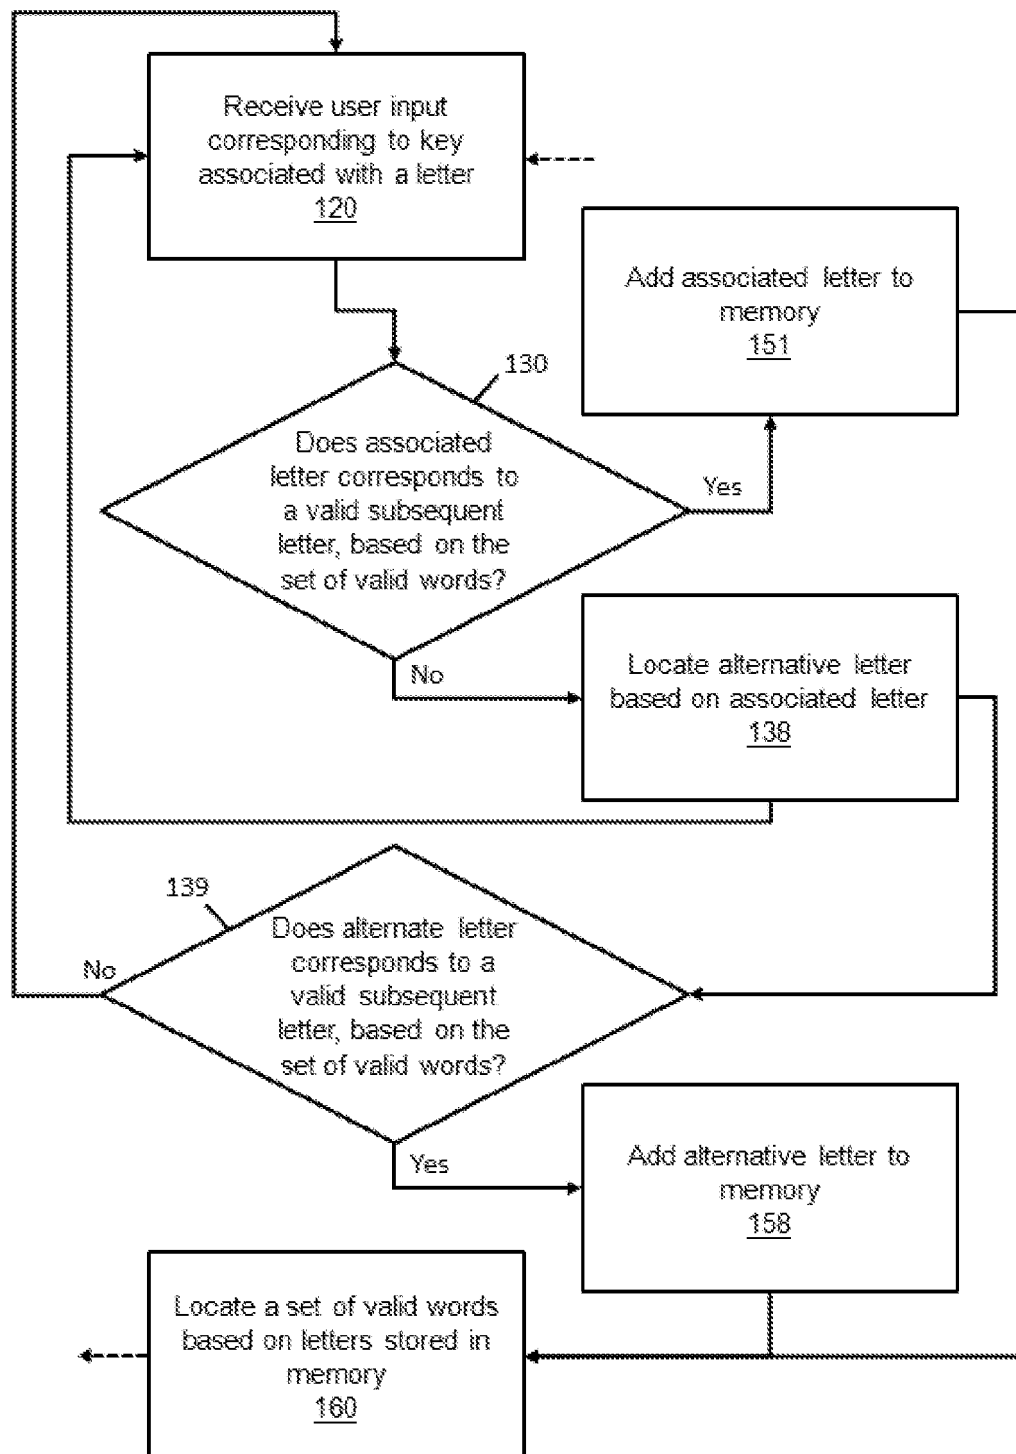 Receive user input
corresponding to key
associated with a letter
120
Add associated letter to
memory
151
130
Does associated
letter corresponds to
a valid subsequent
letter, based on the
set of valid words?
Yes
No
Locate alternative letter
based on associated letter
138
139
Does alternate letter
corresponds to a
valid subsequent
letter, based on the
set of valid words?
No
Yes
Add alternative letter to
memory
158
Locate a set of valid words
based on letters stored in
memory
160